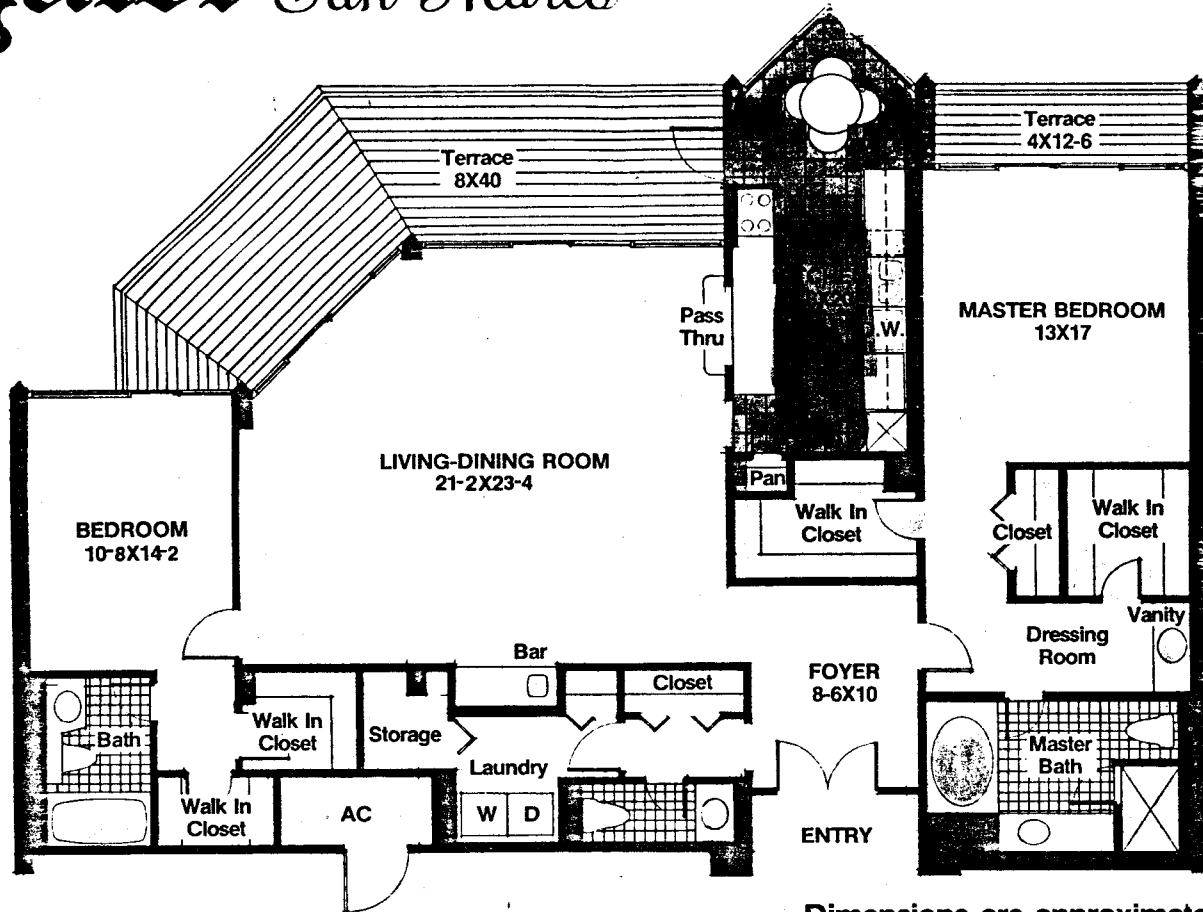 San Marco
Terrace
8X40
Terrace
4X12-6
Pass
Thru
.W.
MASTER BEDROOM
13X17
LIVING-DINING ROOM
21-2X23-4
BEDROOM
10-8X14-2
Pan
Walk In
Closet
Closet
Walk In
Closet
Vanity
Dressing
Room
Bar
FOYER
8-6X10
Closet
Bath
Walk In
Closet
Storage
Laundry
Master
Bath
Walk In
Closet
AC
W
D
ENTRY
Dimensions are approximate